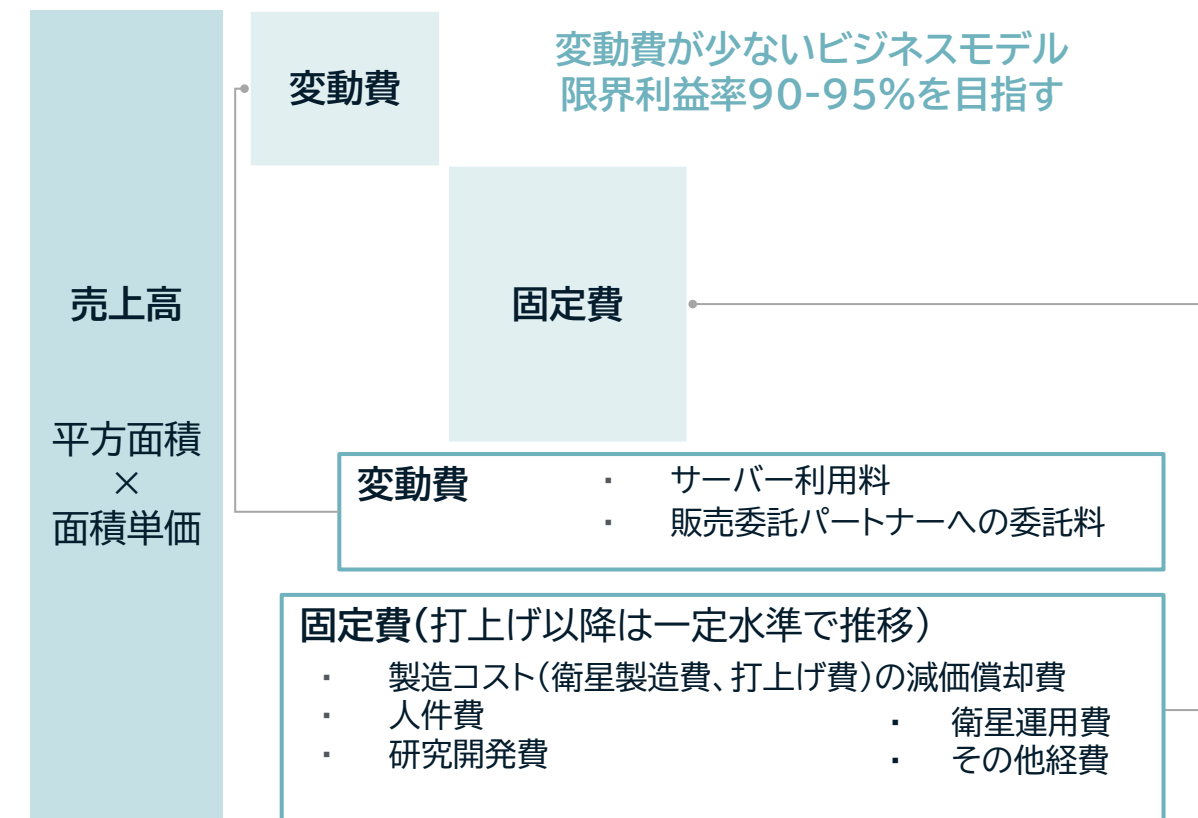 変動費が少ないビジネスモデル
限界利益率90-95%を目指す
変動費
固定費
売上高
平方面積
×
面積単価
変動費
・ サーバー利用料
・ 販売委託パートナーへの委託料
固定費(打上げ以降は一定水準で推移)
・ 製造コスト(衛星製造費、打上げ費)の減価償却費
・ 人件費
・ 研究開発費
・ 衛星運用費
・ その他経費